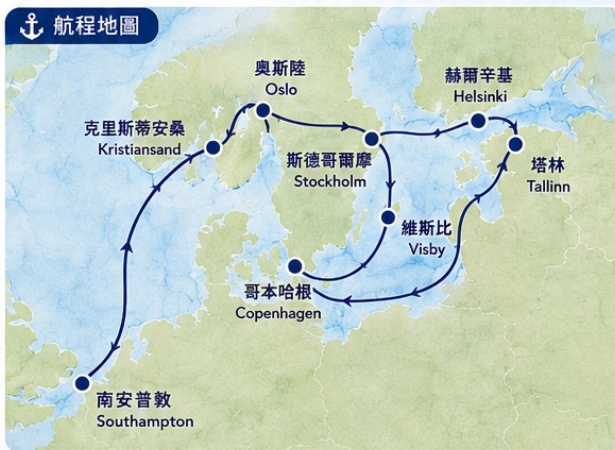 航程地圖
奧斯陸
Oslo
赫爾辛基
Helsinki
克里斯蒂安桑
Kristiansand
斯德哥爾摩
Stockholm
塔林
Tallinn
維斯比
Visby
哥本哈根
Copenhagen
南安普敦
Southampton